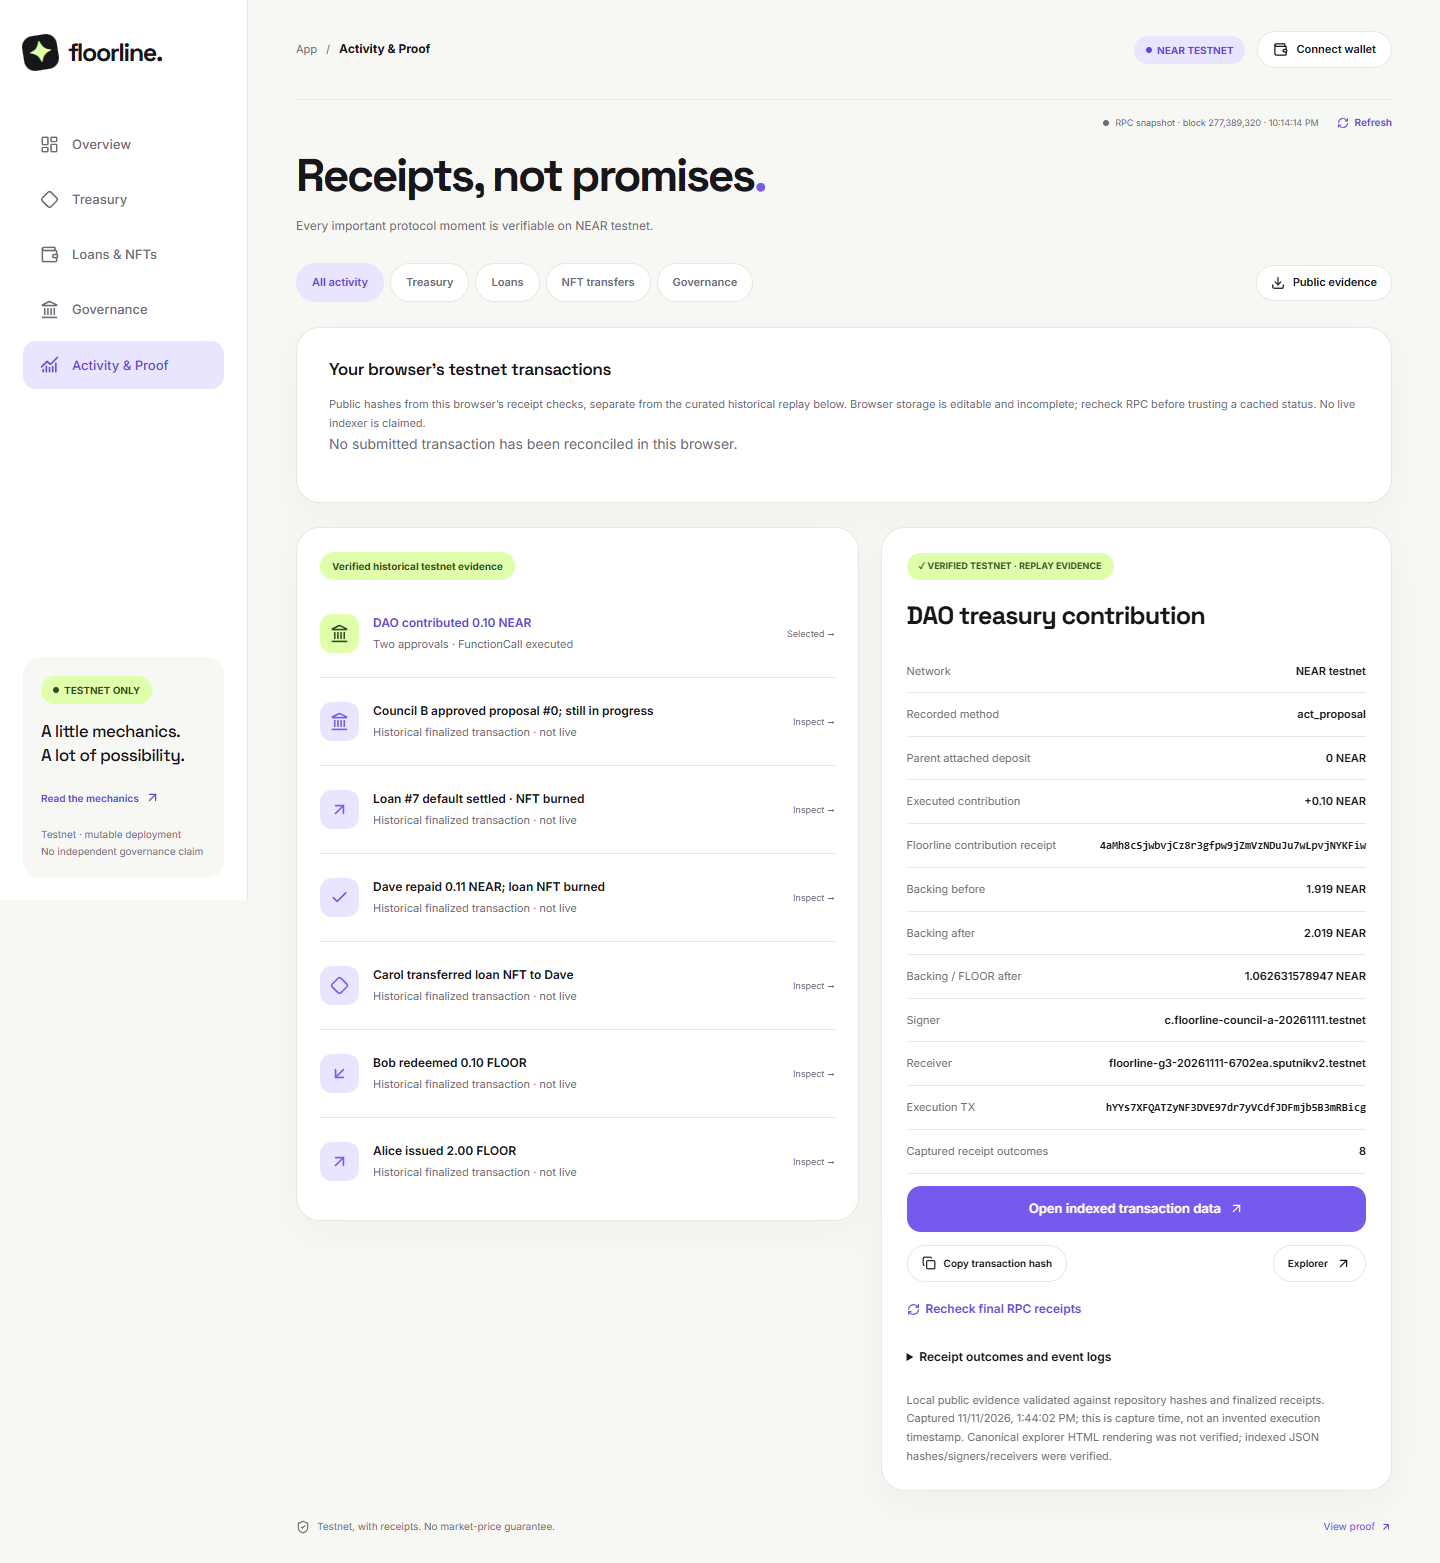 floorline.
Overview
Treasury
Loans & NFTs
Governance
Activity & Proof
TESTNET ONLY
A little mechanics.
A lot of possibility.
Read the mechanics
Testnet · mutable deployment
No independent governance claim
App / Activity & Proof
NEAR TESTNET
Connect wallet
RPC snapshot · block 277,389,320 · 10:14:14 PM
Refresh
Receipts, not promises.
Every important protocol moment is verifiable on NEAR testnet.
All activity
Treasury
Loans
NFT transfers
Governance
Public evidence
Your browser’s testnet transactions
Public hashes from this browser’s receipt checks, separate from the curated historical replay below. Browser storage is editable and incomplete; recheck RPC before trusting a cached status. No live
indexer is claimed.
No submitted transaction has been reconciled in this browser.
Verified historical testnet evidence
DAO contributed 0.10 NEAR
Two approvals · FunctionCall executed
Selected →
Council B approved proposal #0; still in progress
Historical finalized transaction · not live
Inspect →
Loan #7 default settled · NFT burned
Historical finalized transaction · not live
Inspect →
Dave repaid 0.11 NEAR; loan NFT burned
Historical finalized transaction · not live
Inspect →
Carol transferred loan NFT to Dave
Historical finalized transaction · not live
Inspect →
Bob redeemed 0.10 FLOOR
Historical finalized transaction · not live
Inspect →
Alice issued 2.00 FLOOR
Historical finalized transaction · not live
Inspect →
✓ VERIFIED TESTNET · REPLAY EVIDENCE
DAO treasury contribution
Network NEAR testnet
Recorded method act_proposal
Parent attached deposit 0 NEAR
Executed contribution +0.10 NEAR
Floorline contribution receipt 4aMh8cSjwbvjCz8r3gfpw9jZmVzNDuJu7wLpvjNYKFiw
Backing before 1.919 NEAR
Backing after 2.019 NEAR
Backing / FLOOR after 1.062631578947 NEAR
Signer c.floorline-council-a-20261111.testnet
Receiver floorline-g3-20261111-6702ea.sputnikv2.testnet
Execution TX hYYs7XFQATZyNF3DVE97dr7yVCdfJDFmjb5B3mRBicg
Captured receipt outcomes 8
Open indexed transaction data
Copy transaction hash
Explorer
Recheck final RPC receipts
Receipt outcomes and event logs
Local public evidence validated against repository hashes and finalized receipts.
Captured 11/11/2026, 1:44:02 PM; this is capture time, not an invented execution
timestamp. Canonical explorer HTML rendering was not verified; indexed JSON
hashes/signers/receivers were verified.
Testnet, with receipts. No market-price guarantee.
View proof